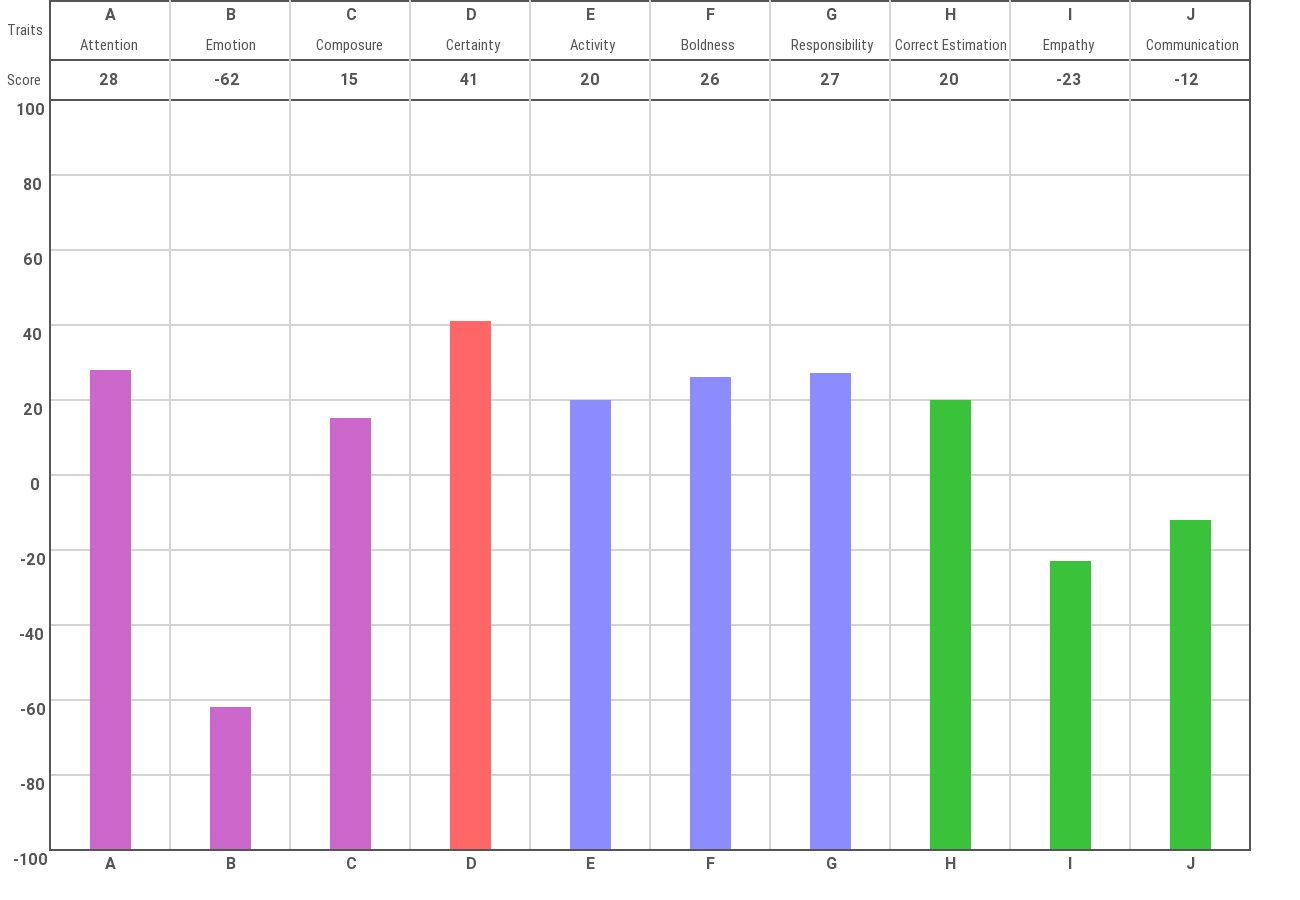 A B C D E F G H I J
Traits
Attention Emotion Composure Certainty Activity Boldness Responsibility Correct Estimation Empathy Communication
Score 28 -62 15 41 20 26 27 20 -23 -12
100
80
60
40
20
0
-20
-40
-60
-80
-100
A B C D E F G H I J